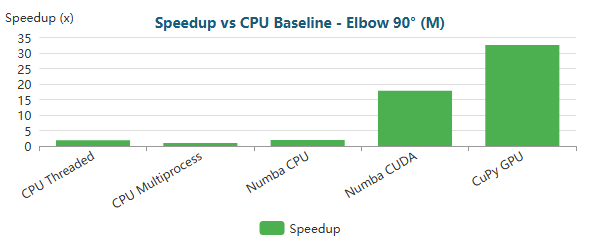 Speedup (x)
Speedup vs CPU Baseline - Elbow 90° (M)
35
30
25
20
15
10
5
0
CPU Threaded
CPU Multiprocess
Numba CPU
Numba CUDA
CuPy GPU
Speedup